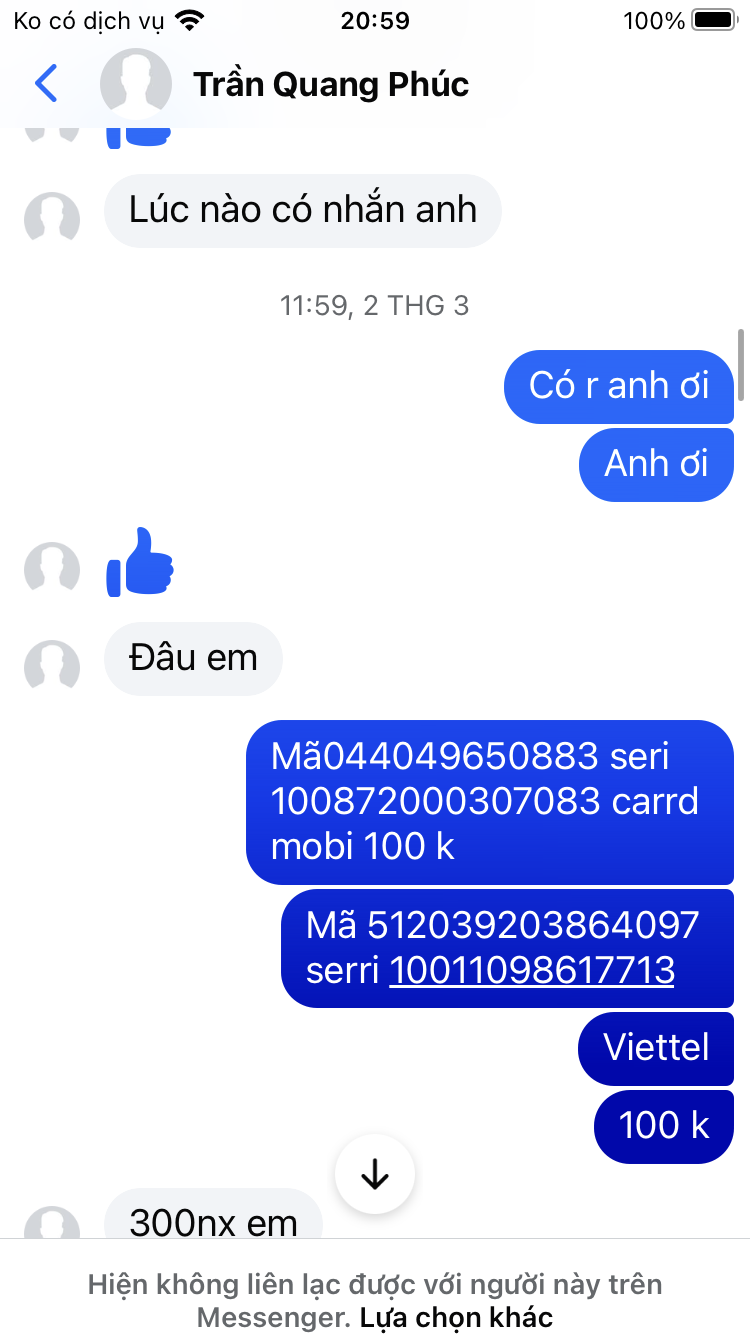 Ko có dịch vụ
20:59
100%
Trần Quang Phúc
Lúc nào có nhắn anh
11:59, 2 THG 3
Có r anh ơi
Anh ơi
Đâu em
Mã044049650883 seri
100872000307083 carrd
mobi 100 k
Mã 512039203864097
serri 10011098617713
Viettel
100 k
300nx em
Hiện không liên lạc được với người này trên
Messenger. Lựa chọn khác